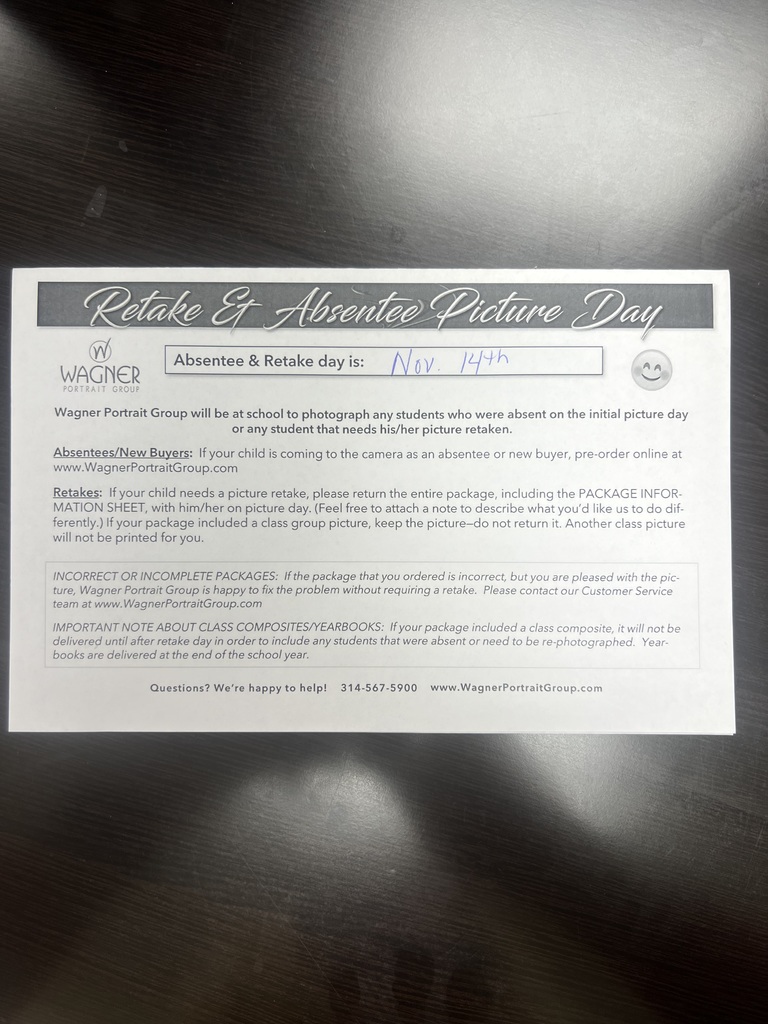 Retake & Absentee Picture Day
W
WAGNER
PORTRAIT GROUP
Absentee & Retake day is: Nov. 14th
Wagner Portrait Group will be at school to photograph any students who were absent on the initial picture day
or any student that needs his/her picture retaken.
Absentees/New Buyers: If your child is coming to the camera as an absentee or new buyer, pre-order online at
www.WagnerPortraitGroup.com
Retakes: If your child needs a picture retake, please return the entire package, including the PACKAGE INFOR-
MATION SHEET, with him/her on picture day. (Feel free to attach a note to describe what you'd like us to do dif-
ferently.) If your package included a class group picture, keep the picture—do not return it. Another class picture
will not be printed for you.
INCORRECT OR INCOMPLETE PACKAGES: If the package that you ordered is incorrect, but you are pleased with the pic-
ture, Wagner Portrait Group is happy to fix the problem without requiring a retake. Please contact our Customer Service
team at www.WagnerPortraitGroup.com
IMPORTANT NOTE ABOUT CLASS COMPOSITES/YEARBOOKS: If your package included a class composite, it will not be
delivered until after retake day in order to include any students that were absent or need to be re-photographed. Year-
books are delivered at the end of the school year.
Questions? We're happy to help! 314-567-5900 www.WagnerPortraitGroup.com